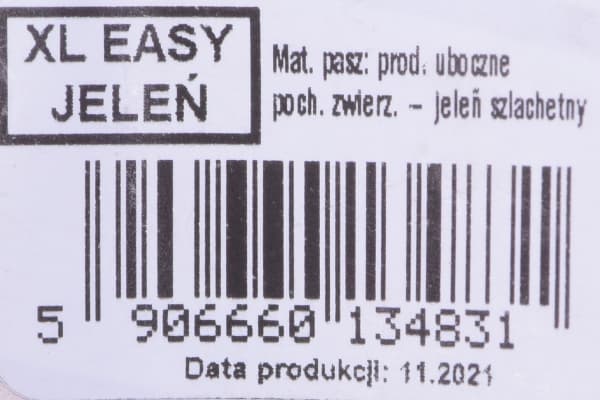 XL EASY
JELEŃ
Mat. pasz: prod. uboczne
poch. zwierz. – jeleń szlachetny
5 906660 134831
Data produkcji: 11.2021